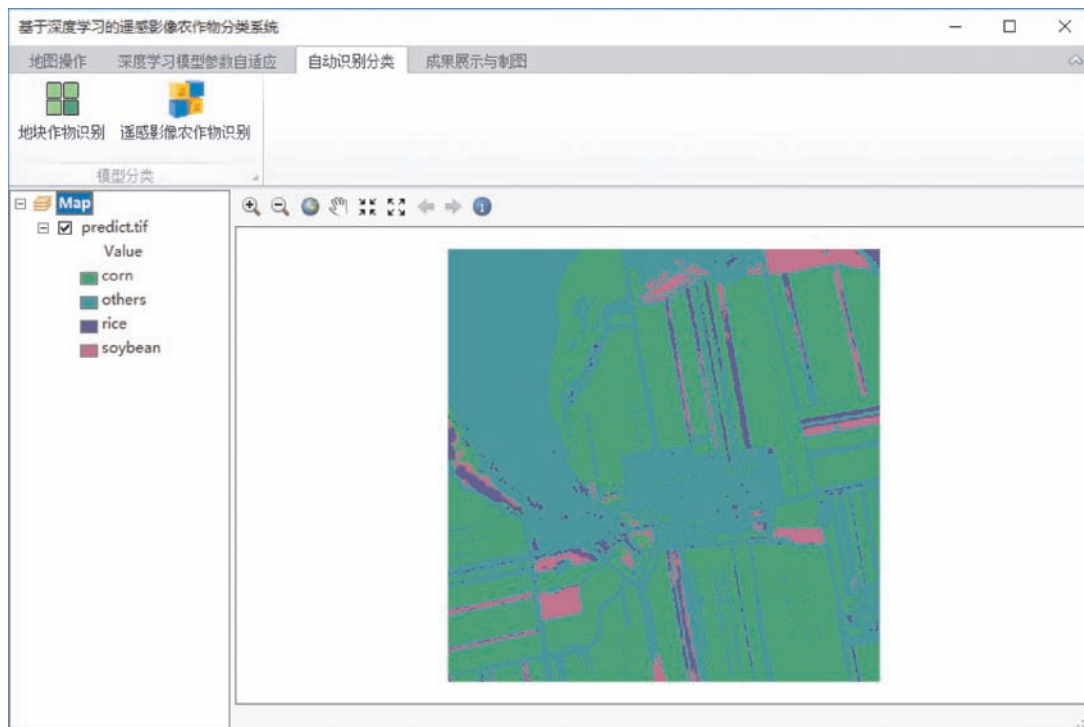 基于深度学习的遥感影像农作物分类系统
地图操作 深度学习模型参数自适应 自动识别分类 成果展示与制图
地块作物识别 遥感影像农作物识别
模型分类
Map
predict.tif
Value
corn
others
rice
soybean